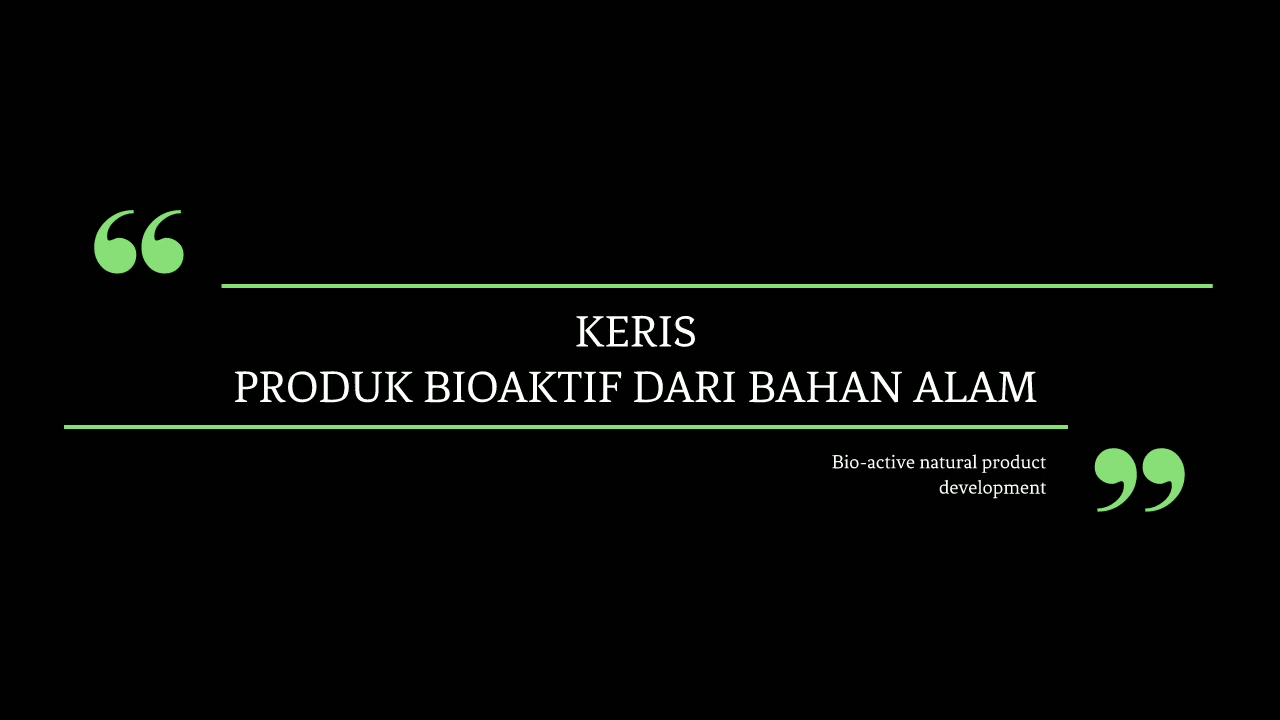 KERIS
PRODUK BIOAKTIF DARI BAHAN ALAM
Bio-active natural product
development